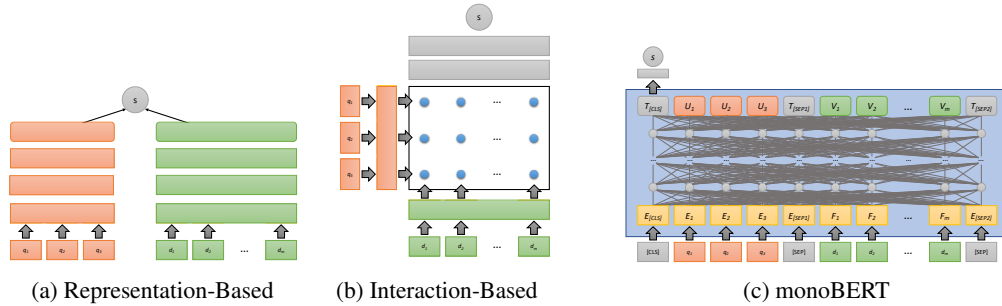 s
q₁ q₂ q₃ d₁ d₂ ... dₘ
(a) Representation-Based
s
q₁ ...
q₂ ...
q₃ ...
d₁ d₂ ... dₘ
(b) Interaction-Based
s
T[CLS] U₁ U₂ U₃ T[SEP1] V₁ V₂ ... Vₘ T[SEP2]
... ... ... ... ... ... ... ... ...
E[CLS] E₁ E₂ E₃ E[SEP1] F₁ F₂ ... Fₘ E[SEP2]
[CLS] q₁ q₂ q₃ [SEP] d₁ d₂ ... dₘ [SEP]
(c) monoBERT